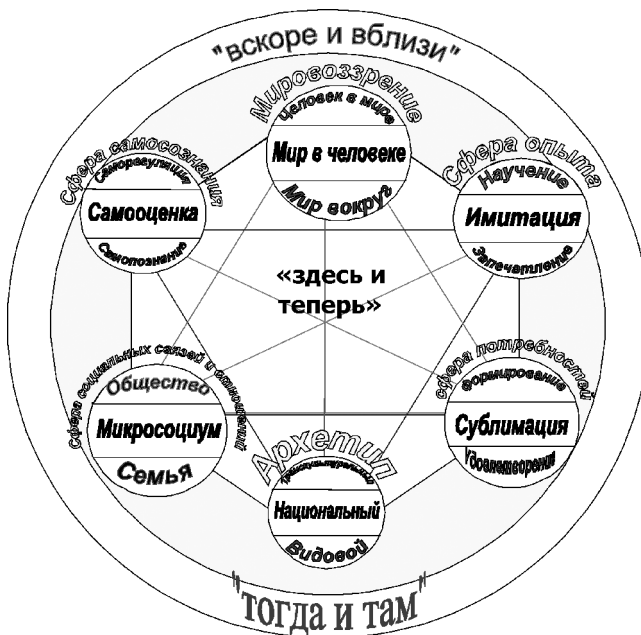 "вскоре и вблизи"
Мировоззрение
Человек в мире
Мир в человеке
Мир вокруг
Сфера самосознания
Саморегуляция
Самооценка
Самопознание
Сфера опыта
Научение
Имитация
Запечатление
«здесь и
теперь»
Сфера социальных связей и отношений
Общество
Микросоциум
Семья
сфера потребностей
Формирование
Сублимация
Удовлетворения
Архетип
Национальный
Видовой
"тогда и там"